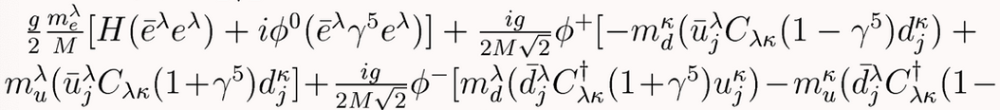 \frac{g}{2}\frac{m_e^\lambda}{M}[H(\bar{e}^\lambda e^\lambda) + i\phi^0(\bar{e}^\lambda \gamma^5 e^\lambda)] + \frac{ig}{2M\sqrt{2}}\phi^+[-m_d^\kappa(\bar{u}_j^\lambda C_{\lambda\kappa}(1 - \gamma^5)d_j^\kappa) +
m_u^\lambda(\bar{u}_j^\lambda C_{\lambda\kappa}(1+\gamma^5)d_j^\kappa] + \frac{ig}{2M\sqrt{2}}\phi^-[m_d^\lambda(\bar{d}_j^\lambda C_{\lambda\kappa}^\dagger(1+\gamma^5)u_j^\kappa) - m_u^\kappa(\bar{d}_j^\lambda C_{\lambda\kappa}^\dagger(1-